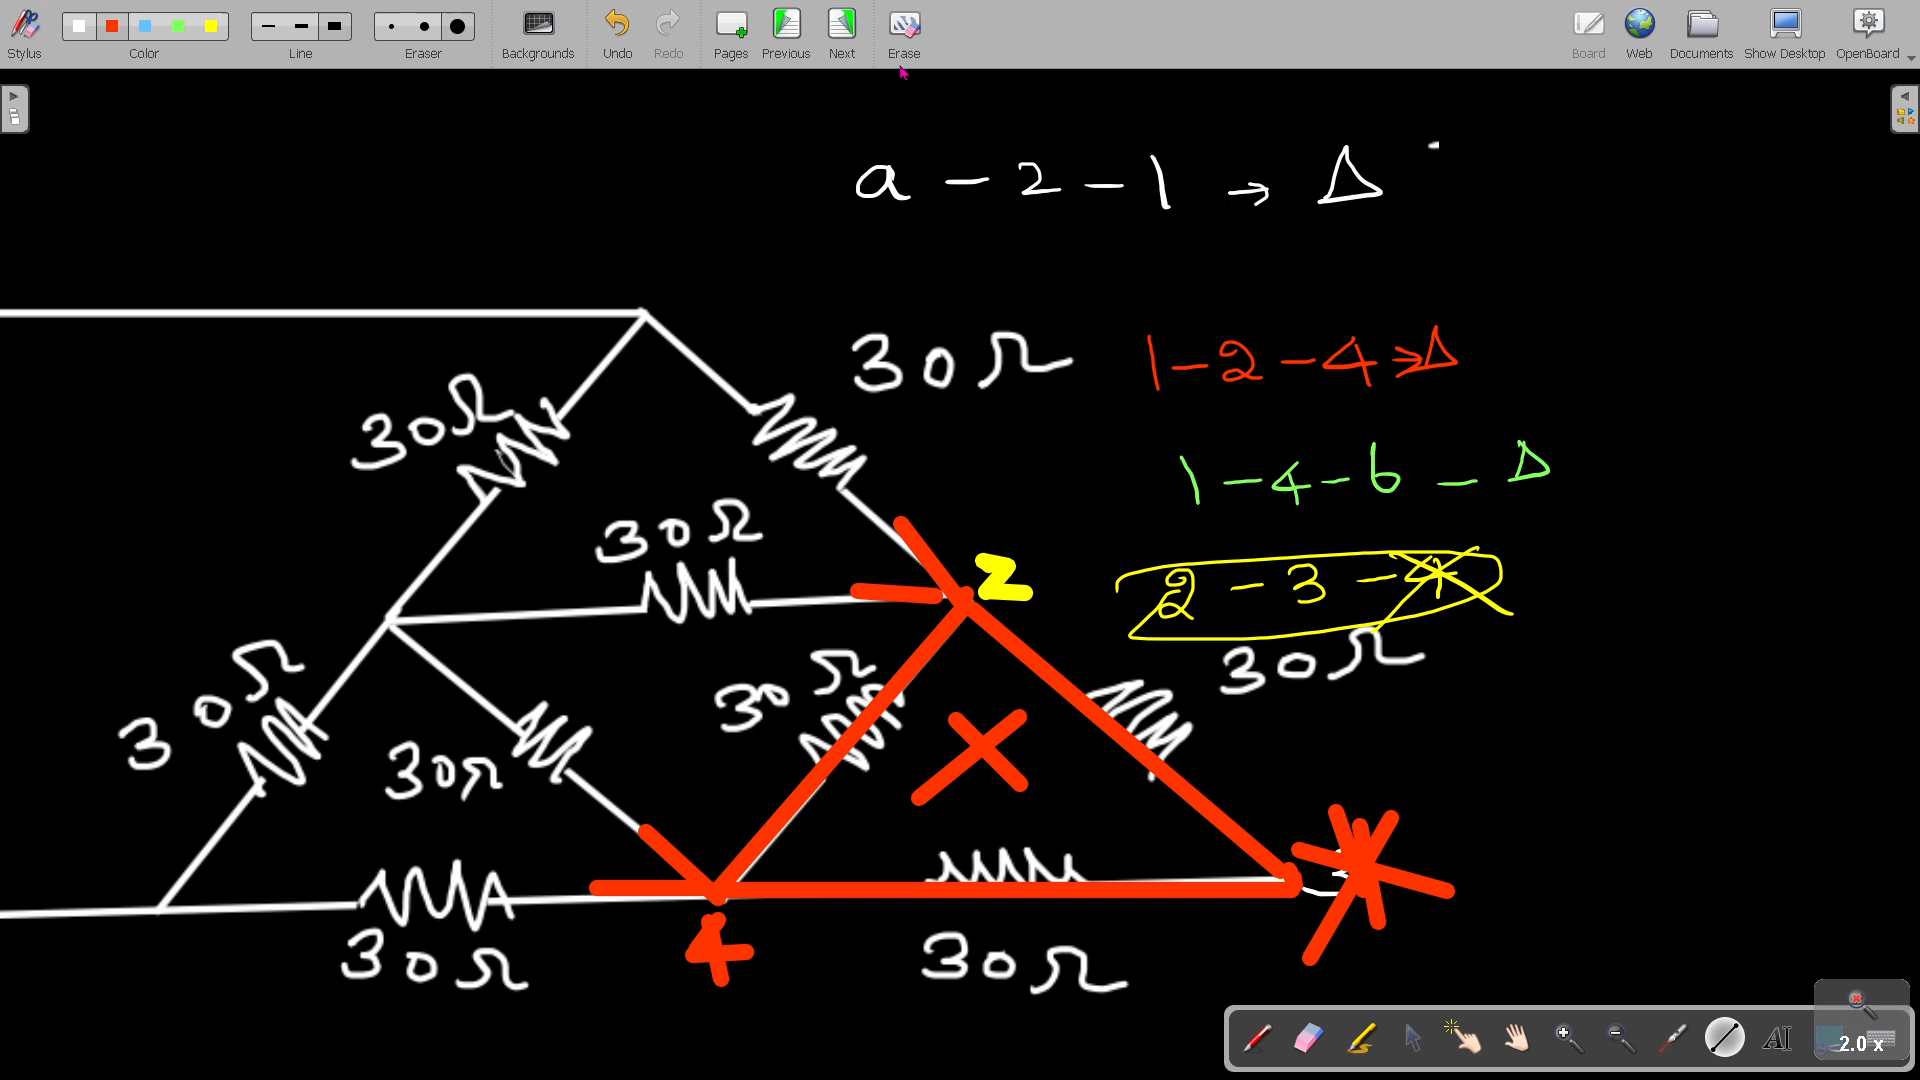 Stylus Color Line Eraser Backgrounds Undo Redo Pages Previous Next Erase Board Web Documents Show Desktop OpenBoard
a - 2 - 1 → Δ
30Ω 1 - 2 - 4 → Δ
30Ω
1 - 4 - b - Δ
30Ω
2 2 - 3 - 4
30Ω
30Ω 30Ω
30Ω
4
30Ω 30Ω
2.0 x